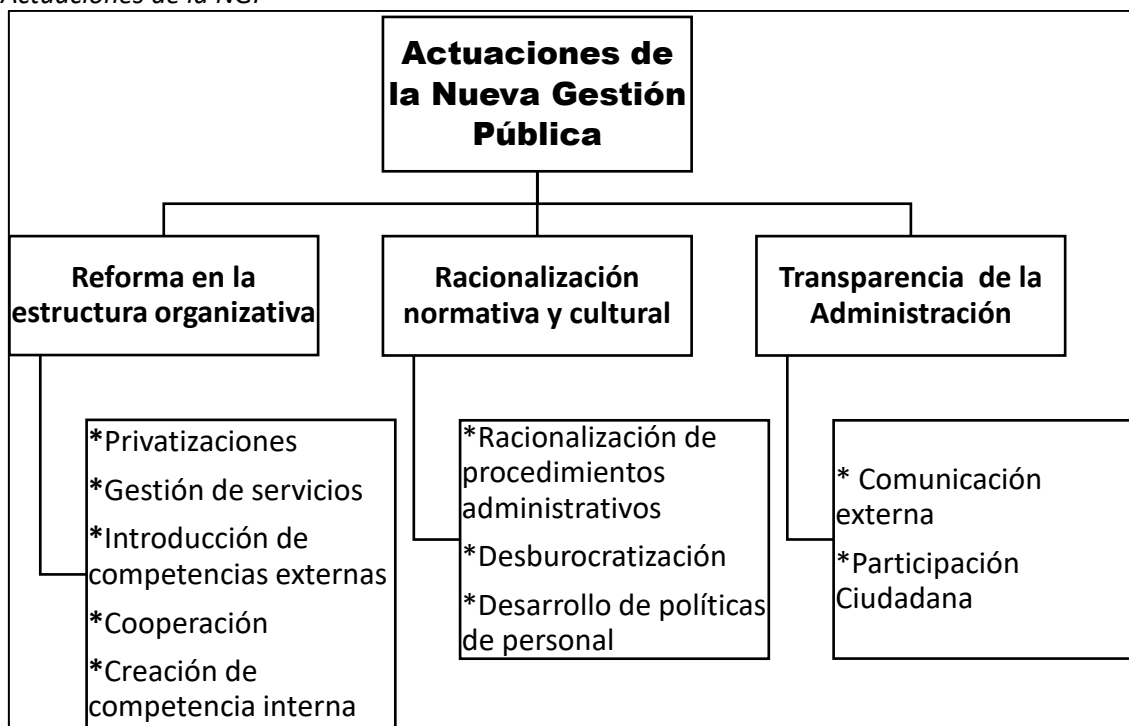 Actuaciones de la NGP
Actuaciones de
la Nueva Gestión
Pública
Reforma en la
estructura organizativa
Racionalización
normativa y cultural
Transparencia de la
Administración
*Privatizaciones
*Gestión de servicios
*Introducción de
competencias externas
*Cooperación
*Creación de
competencia interna
*Racionalización de
procedimientos
administrativos
*Desburocratización
*Desarrollo de políticas
de personal
* Comunicación
externa
*Participación
Ciudadana